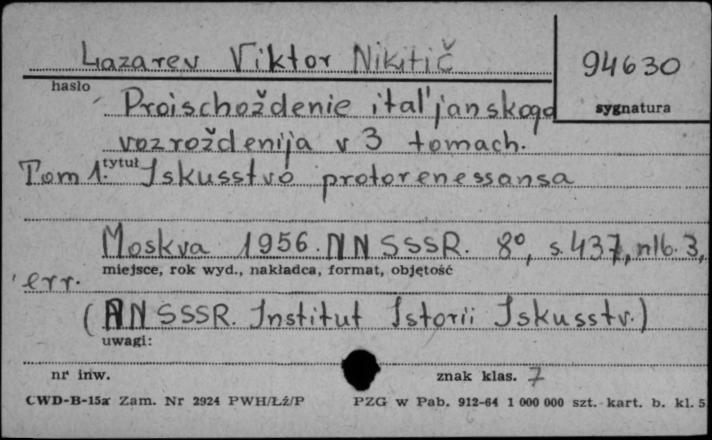 Lazarev Viktor Nikitič
94630
hasło
sygnatura
Proischoždenie ital'janskogo
vozroždenija v 3 tomach.
tytuł
Tom 1. Iskusstvo protorenessansa
Moskva 1956. AN SSSR. 8°, s. 437, nlb. 3,
miejsce, rok wyd., nakładca, format, objętość
err.
(AN SSSR. Institut Istorii Iskusstv.)
uwagi:
nr inw.
znak klas. 7
CWD-B-15a Zam. Nr 2924 PWH/Łź/P
PZG w Pab. 912-64 1 000 000 szt. kart. b. kl. 5